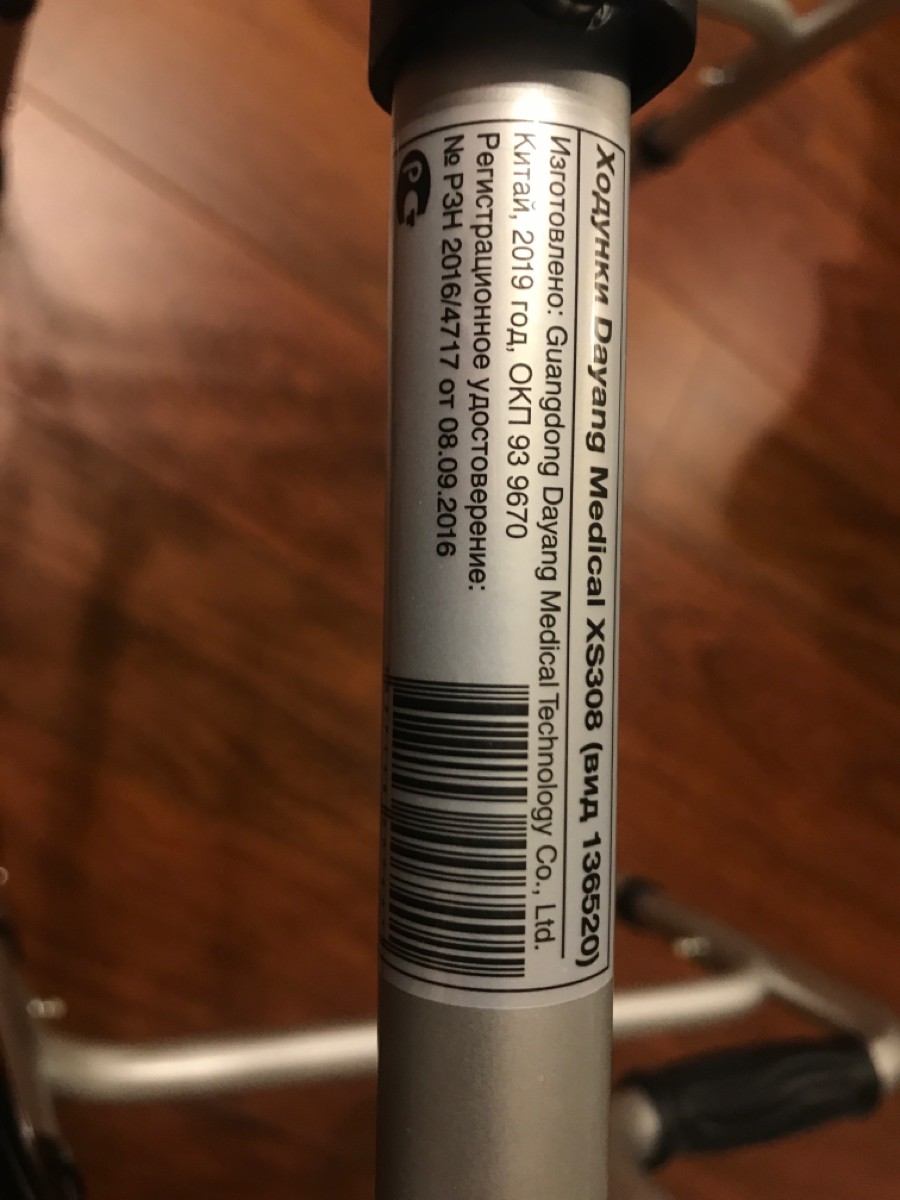 Ходунки Dayang Medical XS308 (вид 136520)
Изготовлено: Guangdong Dayang Medical Technology Co., Ltd.
Китай, 2019 год, ОКП 93 9670
Регистрационное удостоверение:
№ РЗН 2016/4717 от 08.09.2016
РСТ